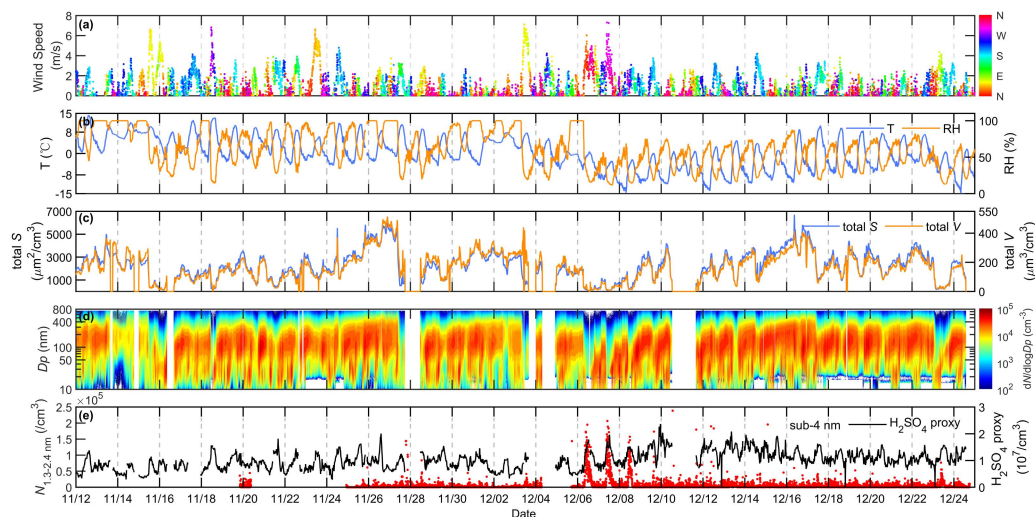 (a)
Wind Speed
(m/s)
8
6
4
2
0
N
W
S
E
N
(b)
T (℃)
15
8
0
-8
-15
T
RH
100
50
0
RH (%)
(c)
total S
(μm²/cm3)
7000
5000
3000
1000
total S
total V
550
400
200
0
total V
(μm³/cm3)
(d)
Dp (nm)
800
400
100
50
10
10⁵
10⁴
10³
10²
dN/dlogDp (cm-3)
×10⁵
(e)
N1.3-2.4 nm (/cm3)
2.5
2
1.5
1
0.5
0
sub-4 nm
H₂SO₄ proxy
3
2
1
0
H₂SO₄ proxy
(10⁷/cm3)
11/12 11/14 11/16 11/18 11/20 11/22 11/24 11/26 11/28 11/30 12/02 12/04 12/06 12/08 12/10 12/12 12/14 12/16 12/18 12/20 12/22 12/24
Date